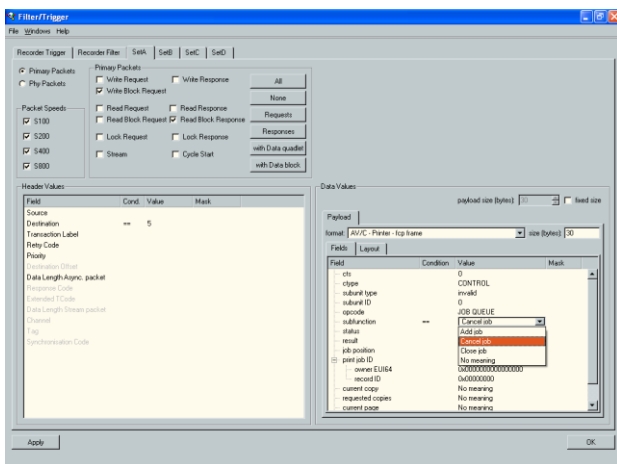 Filter/Trigger
File Windows Help
Recorder Trigger Recorder Filter SetA SetB SetC SetD
Primary Packets
Phy Packets
Packet Speeds
S100
S200
S400
S800
Primary Packets
Write Request Write Response
Write Block Request
Read Request Read Response
Read Block Request Read Block Response
Lock Request Lock Response
Stream Cycle Start
All
None
Requests
Responses
with Data quadlet
with Data block
Header Values
Field Cond. Value Mask
Source
Destination == 5
Transaction Label
Retry Code
Priority
Destination Offset
Data Length Async. packet
Response Code
Extended TCode
Data Length Stream packet
Channel
Tag
Synchronisation Code
Data Values
payload size (bytes): 30 fixed size
Payload
format: AV/C - Printer - fcp frame size (bytes): 30
Fields Layout
Field Condition Value Mask
cts 0
ctype CONTROL
subunit type invalid
subunit ID 0
opcode JOB QUEUE
subfunction == Cancel job
status Add job
result Cancel job
job position Close job
print job ID No meaning
owner EUI64 0x0000000000000000
record ID 0x00000000
current copy No meaning
requested copies No meaning
current page No meaning
Apply OK